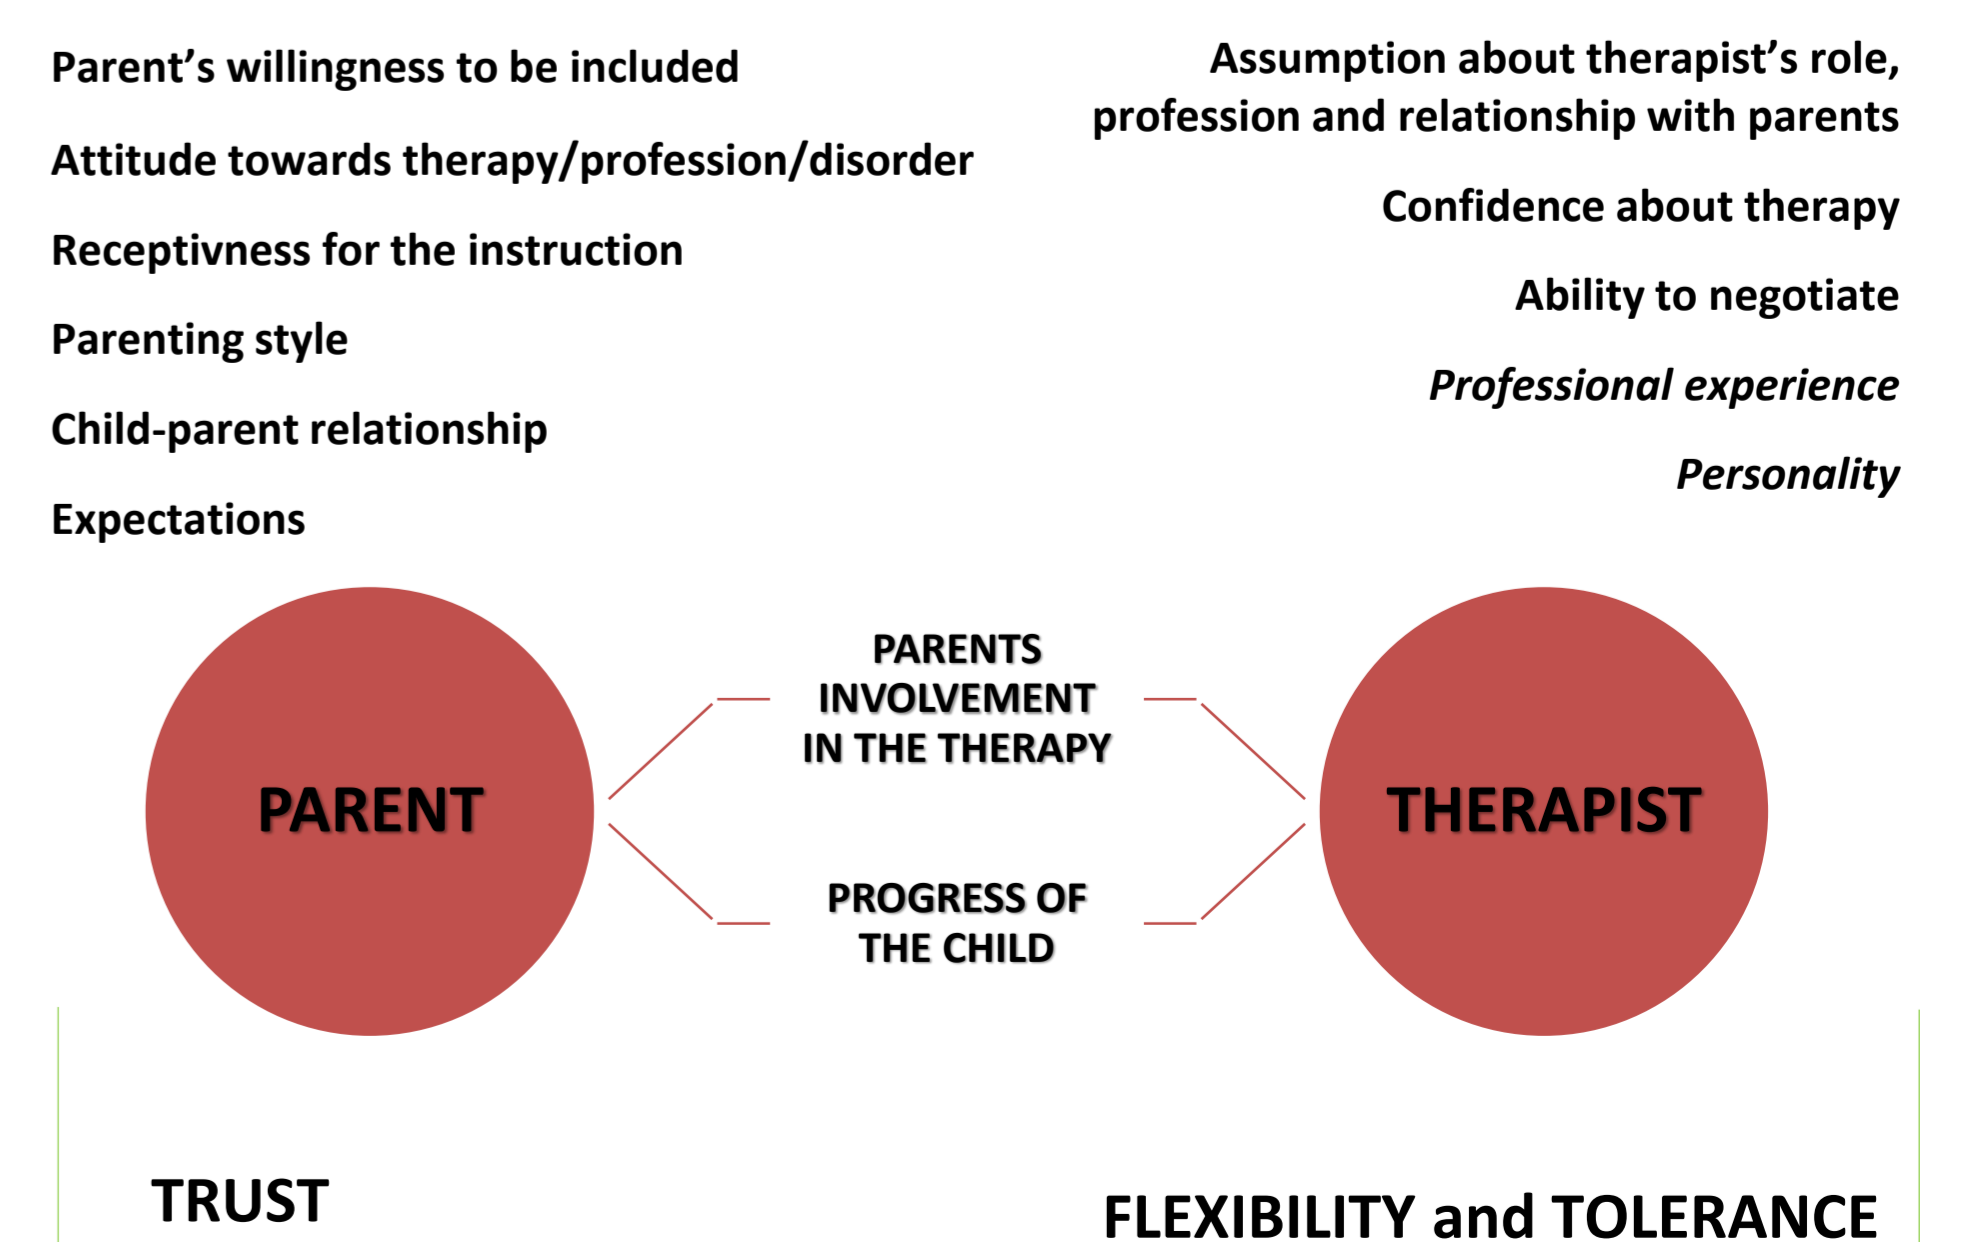 Parent’s willingness to be included
Attitude towards therapy/profession/disorder
Receptivness for the instruction
Parenting style
Child-parent relationship
Expectations
Assumption about therapist’s role,
profession and relationship with parents
Confidence about therapy
Ability to negotiate
Professional experience
Personality
PARENT
PARENTS
INVOLVEMENT
IN THE THERAPY
PROGRESS OF
THE CHILD
THERAPIST
TRUST
FLEXIBILITY and TOLERANCE